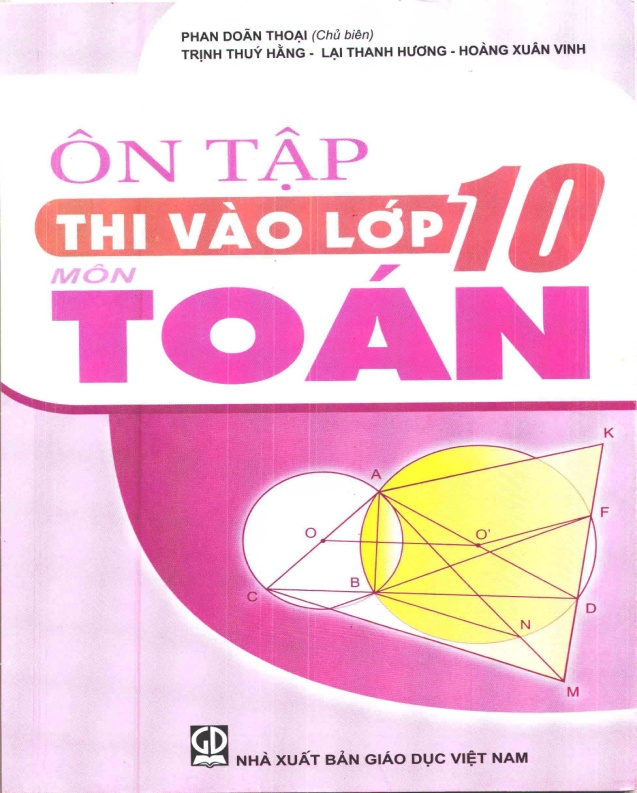 PHAN DOÃN THOẠI (Chủ biên)
TRỊNH THUÝ HẰNG - LẠI THANH HƯƠNG - HOÀNG XUÂN VINH
ÔN TẬP
THI VÀO LỚP 10
MÔN
TOÁN
K
A
F
O
O'
B
C
D
N
M
GD
NHÀ XUẤT BẢN GIÁO DỤC VIỆT NAM